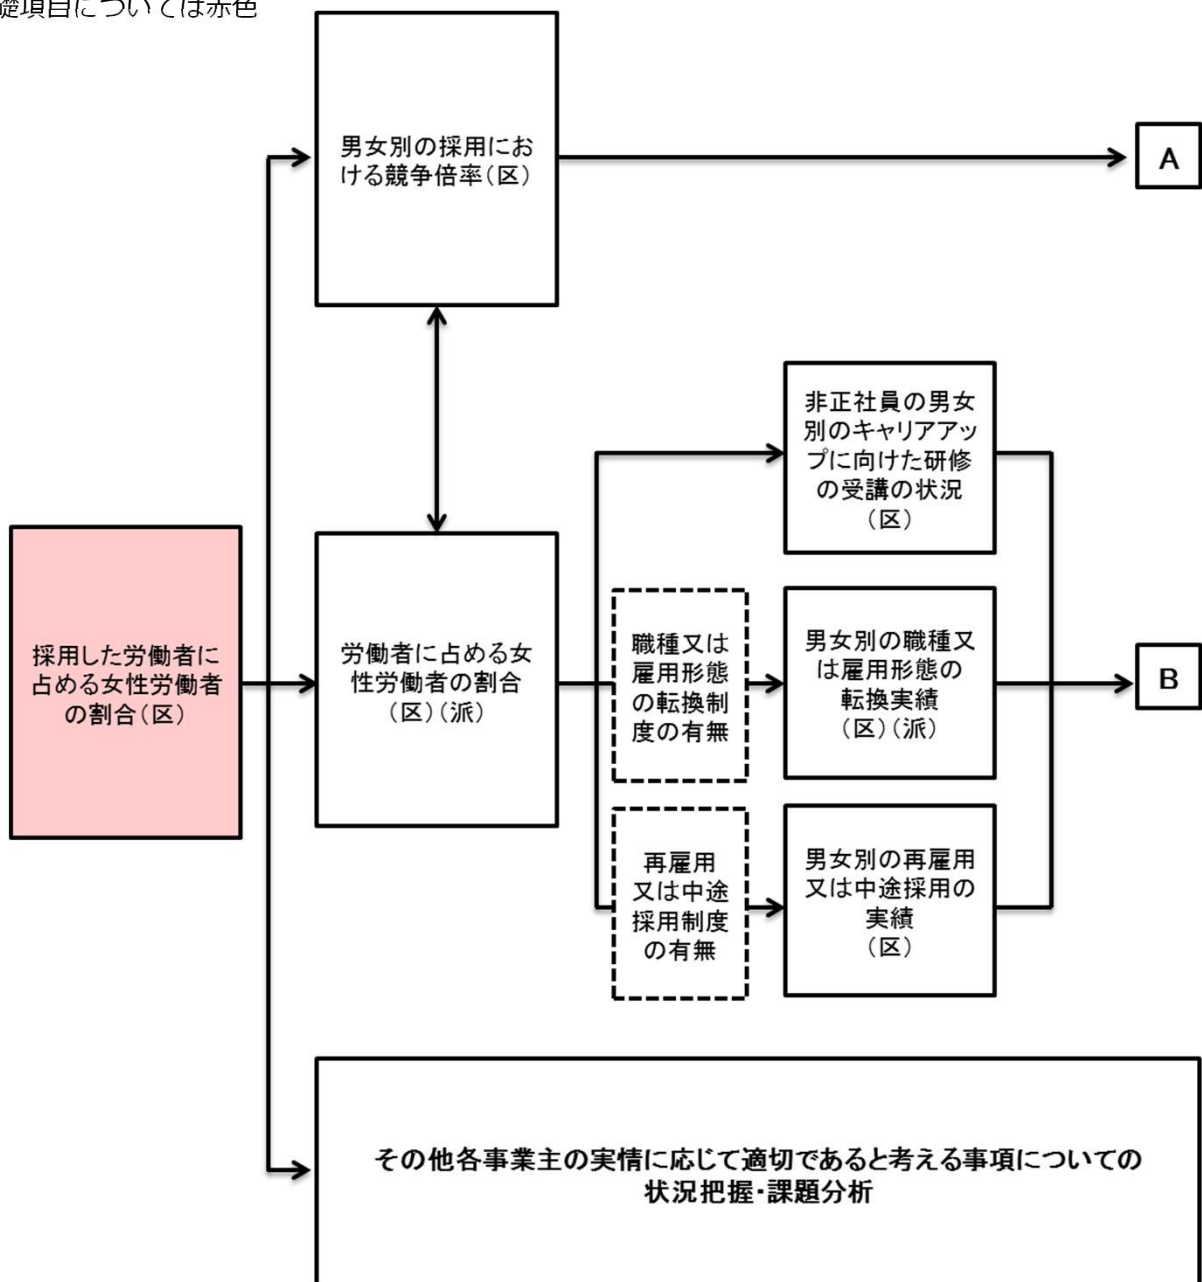 礎項目については赤色
男女別の採用にお
ける競争倍率(区)
A
非正社員の男女
別のキャリアアッ
プに向けた研修
の受講の状況
(区)
採用した労働者に
占める女性労働者
の割合(区)
労働者に占める女
性労働者の割合
(区)(派)
職種又は
雇用形態
の転換制
度の有無
男女別の職種又
は雇用形態の
転換実績
(区)(派)
B
再雇用
又は中途
採用制度
の有無
男女別の再雇用
又は中途採用の
実績
(区)
その他各事業主の実情に応じて適切であると考える事項についての
状況把握・課題分析